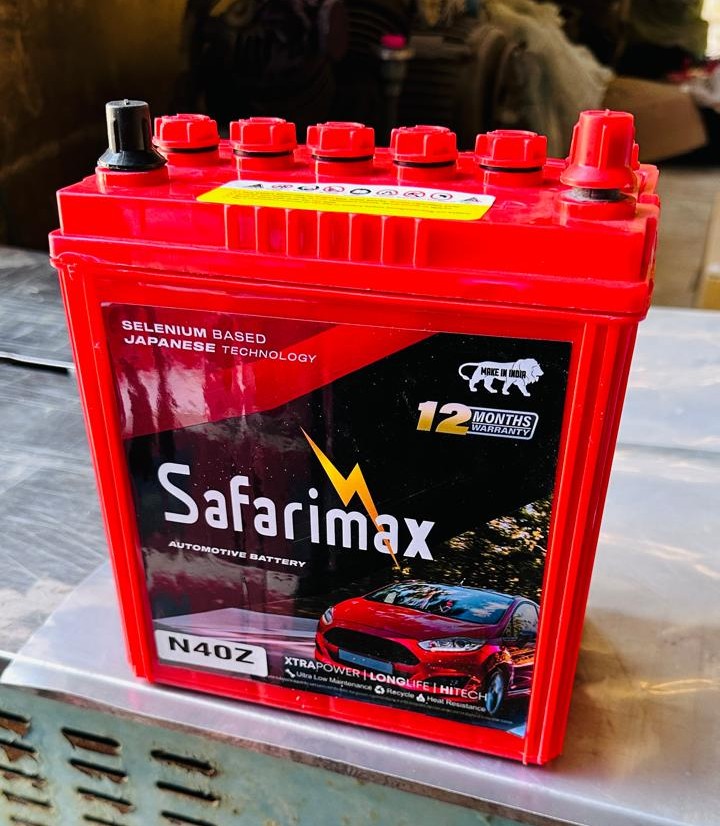 SELENIUM BASED
JAPANESE TECHNOLOGY
MAKE IN INDIA
12 MONTHS
WARRANTY
Safarimax
AUTOMOTIVE BATTERY
N40Z
XTRAPOWER | LONGLIFE | HITECH
Ultra Low Maintenance Recycle Heat Resistance